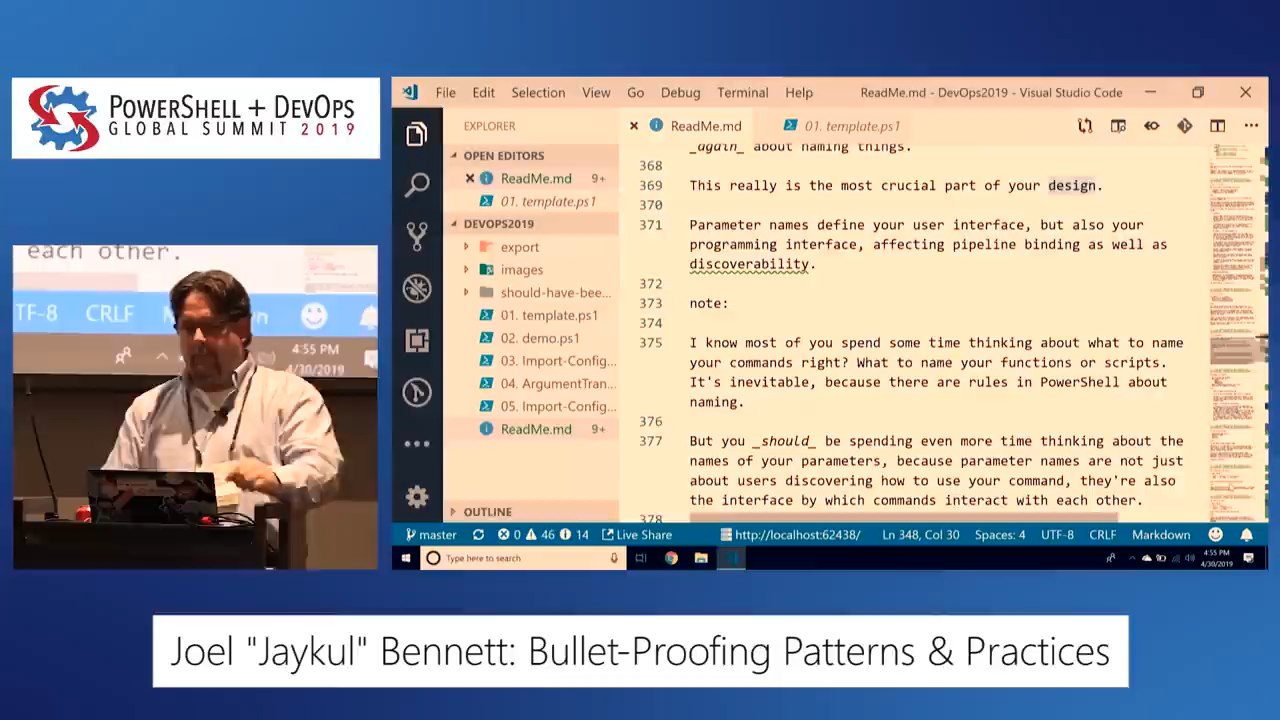 POWERSHELL + DEVOPS
GLOBAL SUMMIT 2019
each other.
UTF-8 CRLF
4:55 PM
4/30/2019
File Edit Selection View Go Debug Terminal Help ReadMe.md - DevOps2019 - Visual Studio Code
EXPLORER
ReadMe.md 01. template.ps1
OPEN EDITORS
ReadMe.md 9+
01. template.ps1
DEVOPS2019
export
images
should-have-bee...
01. template.ps1
02. demo.ps1
03. Import-Config...
04. ArgumentTran...
05. Import-Config...
ReadMe.md 9+
OUTLINE
_again_ about naming things.
368
369 This really is the most crucial part of your design.
370
371 Parameter names define your user interface, but also your
programming interface, affecting pipeline binding as well as
discoverability.
372
373 note:
374
375 I know most of you spend some time thinking about what to name
your commands right? What to name your functions or scripts.
It's inevitable, because there are rules in PowerShell about
naming.
376
377 But you _should_ be spending even more time thinking about the
names of your parameters, because parameter names are not just
about users discovering how to use your command, they're also
the interface by which commands interact with each other.
378
master 0 46 14 Live Share http://localhost:62438/ Ln 348, Col 30 Spaces: 4 UTF-8 CRLF Markdown
Type here to search
4:55 PM
4/30/2019
Joel "Jaykul" Bennett: Bullet-Proofing Patterns & Practices